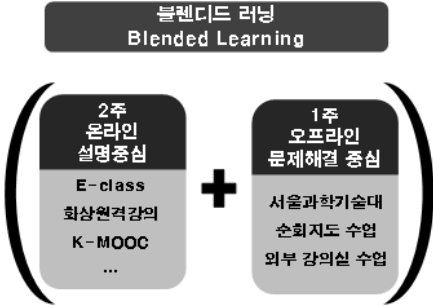 블렌디드 러닝
Blended Learning
2주
온라인
설명중심
E-class
화상원격강의
K-MOOC
...
+
1주
오프라인
문제해결 중심
서울과학기술대
순회지도 수업
외부 강의실 수업